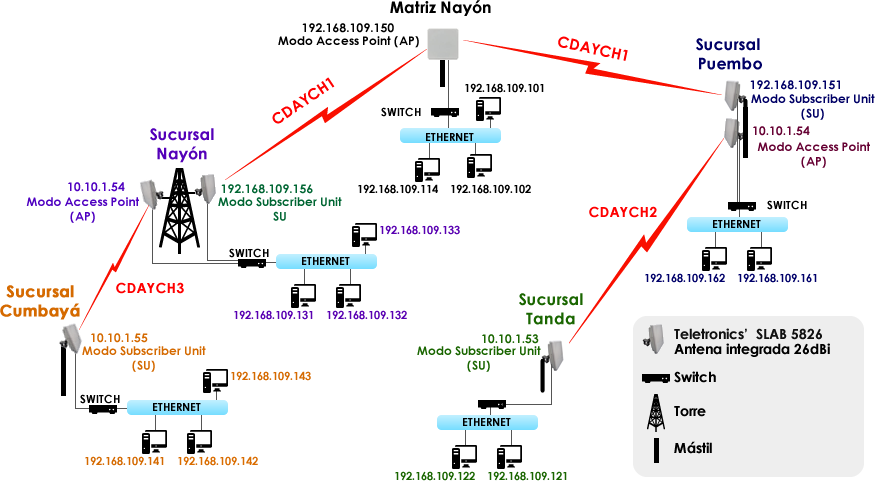 Matriz Nayón
192.168.109.150
Modo Access Point (AP)
CDAYCH1
CDAYCH1
192.168.109.101
SWITCH
ETHERNET
192.168.109.114
192.168.109.102
Sucursal
Puembo
192.168.109.151
Modo Subscriber Unit
(SU)
10.10.1.54
Modo Access Point
(AP)
SWITCH
ETHERNET
192.168.109.162
192.168.109.161
CDAYCH2
Sucursal
Nayón
10.10.1.54
Modo Access Point
(AP)
192.168.109.156
Modo Subscriber Unit
SU
SWITCH
ETHERNET
192.168.109.133
192.168.109.131
192.168.109.132
CDAYCH3
Sucursal
Cumbayá
10.10.1.55
Modo Subscriber Unit
(SU)
192.168.109.143
SWITCH
ETHERNET
192.168.109.141
192.168.109.142
Sucursal
Tanda
10.10.1.53
Modo Subscriber Unit
(SU)
ETHERNET
192.168.109.122
192.168.109.121
Teletronics' SLAB 5826
Antena integrada 26dBi
Switch
Torre
Mástil